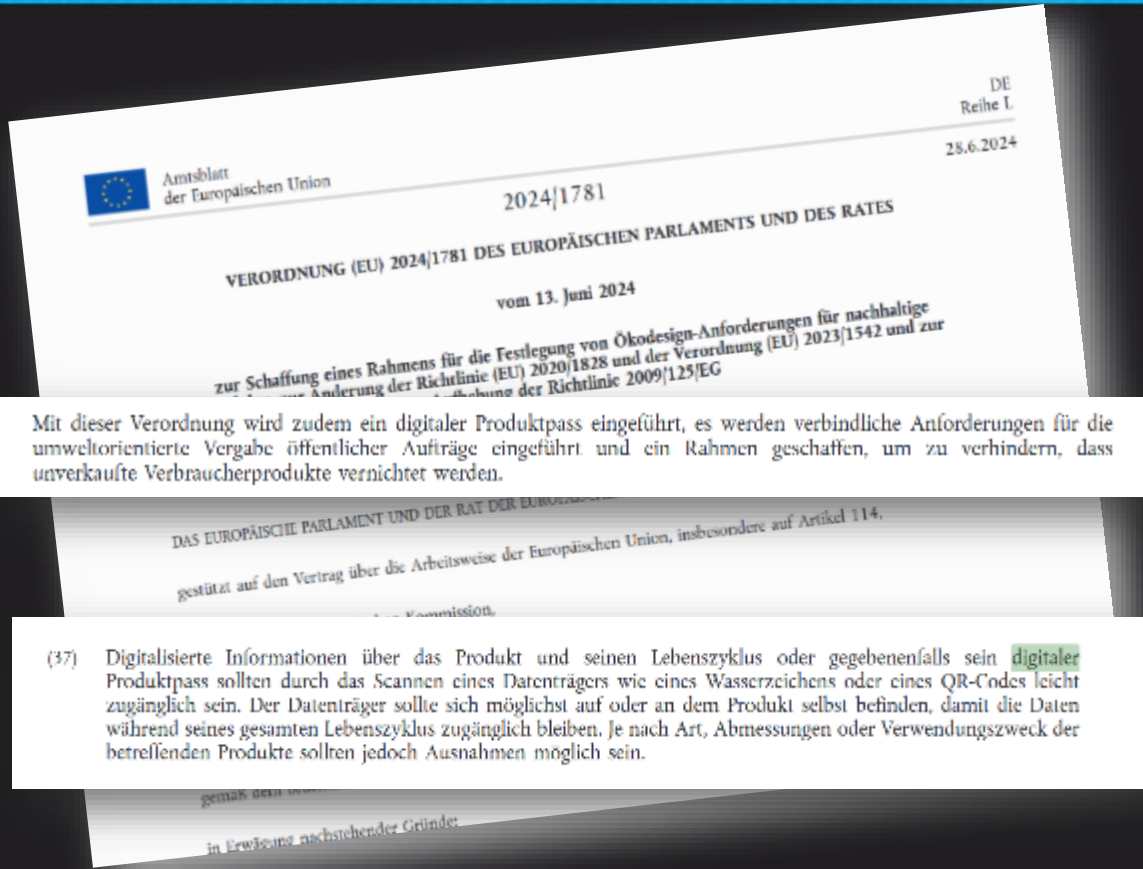 DE
Reihe L
Amtsblatt
der Europäischen Union
28.6.2024
2024/1781
VERORDNUNG (EU) 2024/1781 DES EUROPÄISCHEN PARLAMENTS UND DES RATES
vom 13. Juni 2024
zur Schaffung eines Rahmens für die Festlegung von Ökodesign-Anforderungen für nachhaltige
zur Änderung der Richtlinie (EU) 2020/1828 und der Verordnung (EU) 2023/1542 und zur
der Richtlinie 2009/125/EG
Mit dieser Verordnung wird zudem ein digitaler Produktpass eingeführt, es werden verbindliche Anforderungen für die
umweltorientierte Vergabe öffentlicher Aufträge eingeführt und ein Rahmen geschaffen, um zu verhindern, dass
unverkaufte Verbraucherprodukte vernichtet werden.
DAS EUROPÄISCHE PARLAMENT UND DER RAT DER
gestützt auf den Vertrag über die Arbeitsweise der Europäischen Union, insbesondere auf Artikel 114,
Kommission,
(37) Digitalisierte Informationen über das Produkt und seinen Lebenszyklus oder gegebenenfalls sein digitaler
Produktpass sollten durch das Scannen eines Datenträgers wie eines Wasserzeichens oder eines QR-Codes leicht
zugänglich sein. Der Datenträger sollte sich möglichst auf oder an dem Produkt selbst befinden, damit die Daten
während seines gesamten Lebenszyklus zugänglich bleiben. Je nach Art, Abmessungen oder Verwendungszweck der
betreffenden Produkte sollten jedoch Ausnahmen möglich sein.
gemäß dem
in Erwägung nachstehender Gründe: